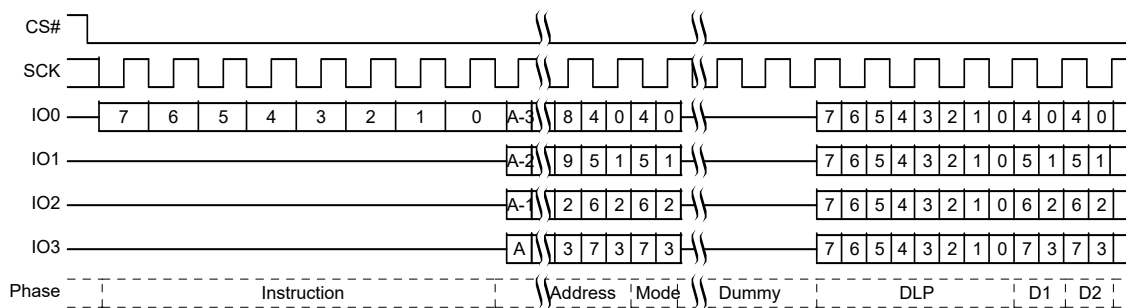 CS#
SCK
IO0 7 6 5 4 3 2 1 0 A-3 8 4 0 4 0 7 6 5 4 3 2 1 0 4 0 4 0
IO1 A-2 9 5 1 5 1 7 6 5 4 3 2 1 0 5 1 5 1
IO2 A-1 2 6 2 6 2 7 6 5 4 3 2 1 0 6 2 6 2
IO3 A 3 7 3 7 3 7 6 5 4 3 2 1 0 7 3 7 3
Phase Instruction Address Mode Dummy DLP D1 D2